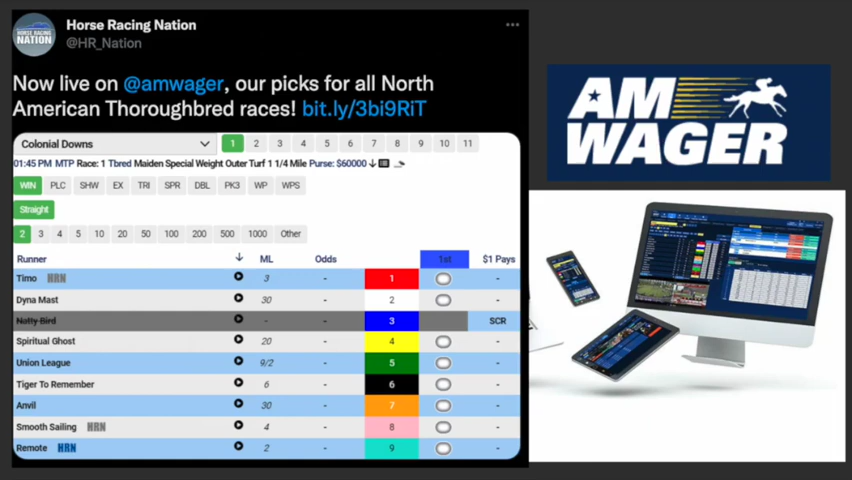 Horse Racing Nation
@HR_Nation
Now live on @amwager, our picks for all North
American Thoroughbred races! bit.ly/3bi9RiT
Colonial Downs 1 2 3 4 5 6 7 8 9 10 11
01:45 PM MTP Race: 1 Tbred Maiden Special Weight Outer Turf 1 1/4 Mile Purse: $60000
WIN PLC SHW EX TRI SPR DBL PK3 WP WPS
Straight
2 3 4 5 10 20 50 100 200 500 1000 Other
Runner ML Odds 1st $1 Pays
Timo HRN 3 - 1 -
Dyna Mast 30 - 2 -
Natty Bird - - 3 SCR
Spiritual Ghost 20 - 4 -
Union League 9/2 - 5 -
Tiger To Remember 6 - 6 -
Anvil 30 - 7 -
Smooth Sailing HRN 4 - 8 -
Remote HRN 2 - 9 -
HORSE RACING
NATION
AM
WAGER